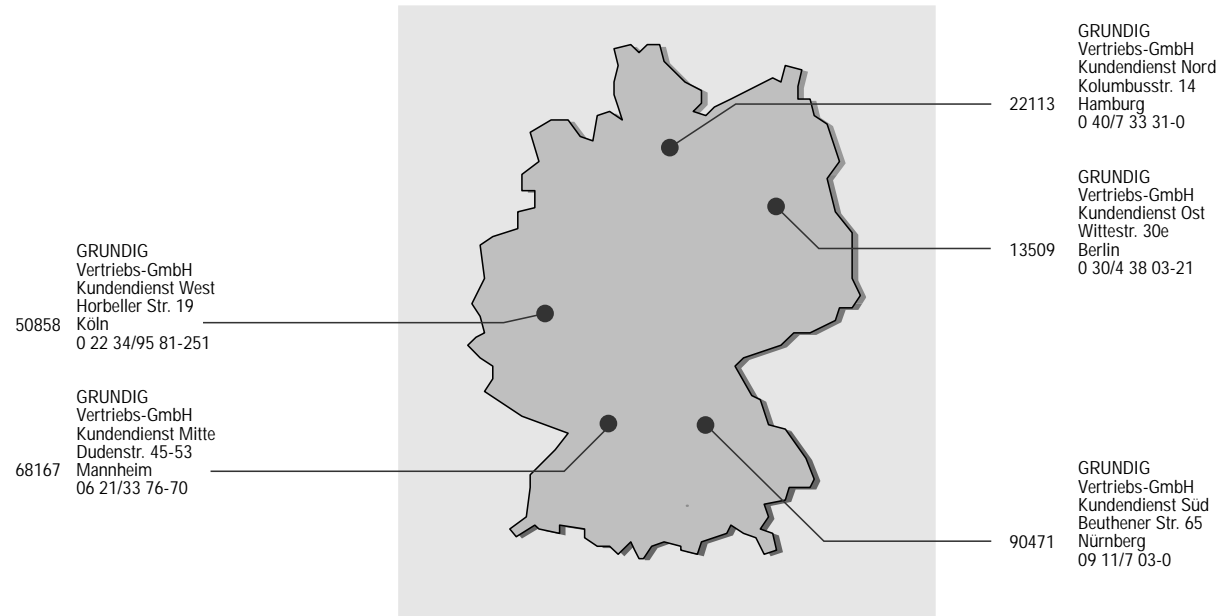 GRUNDIG
Vertriebs-GmbH
Kundendienst West
Horbeller Str. 19
50858 Köln
0 22 34/95 81-251
GRUNDIG
Vertriebs-GmbH
Kundendienst Mitte
Dudenstr. 45-53
68167 Mannheim
06 21/33 76-70
GRUNDIG
Vertriebs-GmbH
Kundendienst Nord
Kolumbusstr. 14
22113 Hamburg
0 40/7 33 31-0
GRUNDIG
Vertriebs-GmbH
Kundendienst Ost
Wittestr. 30e
13509 Berlin
0 30/4 38 03-21
GRUNDIG
Vertriebs-GmbH
Kundendienst Süd
Beuthener Str. 65
90471 Nürnberg
09 11/7 03-0